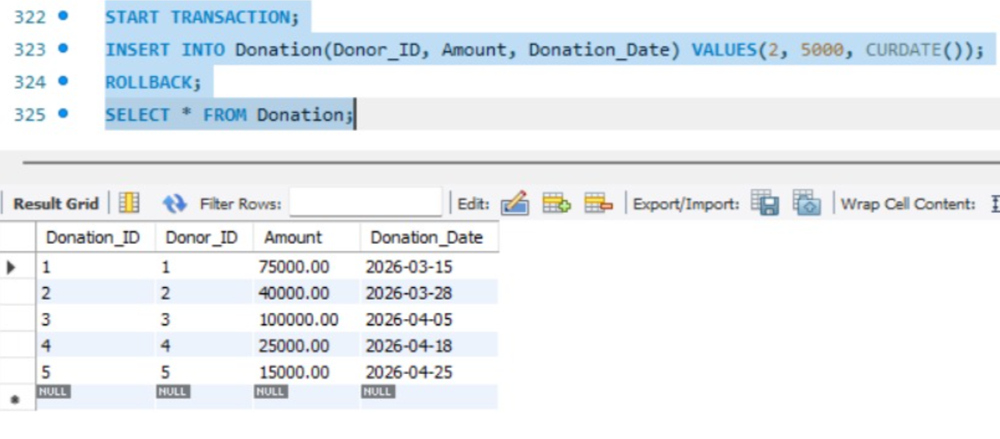 322 START TRANSACTION;
323 INSERT INTO Donation(Donor_ID, Amount, Donation_Date) VALUES(2, 5000, CURDATE());
324 ROLLBACK;
325 SELECT * FROM Donation;
Result Grid Filter Rows: Edit: Export/Import: Wrap Cell Content:
Donation_ID Donor_ID Amount Donation_Date
1 1 75000.00 2026-03-15
2 2 40000.00 2026-03-28
3 3 100000.00 2026-04-05
4 4 25000.00 2026-04-18
5 5 15000.00 2026-04-25
NULL NULL NULL NULL